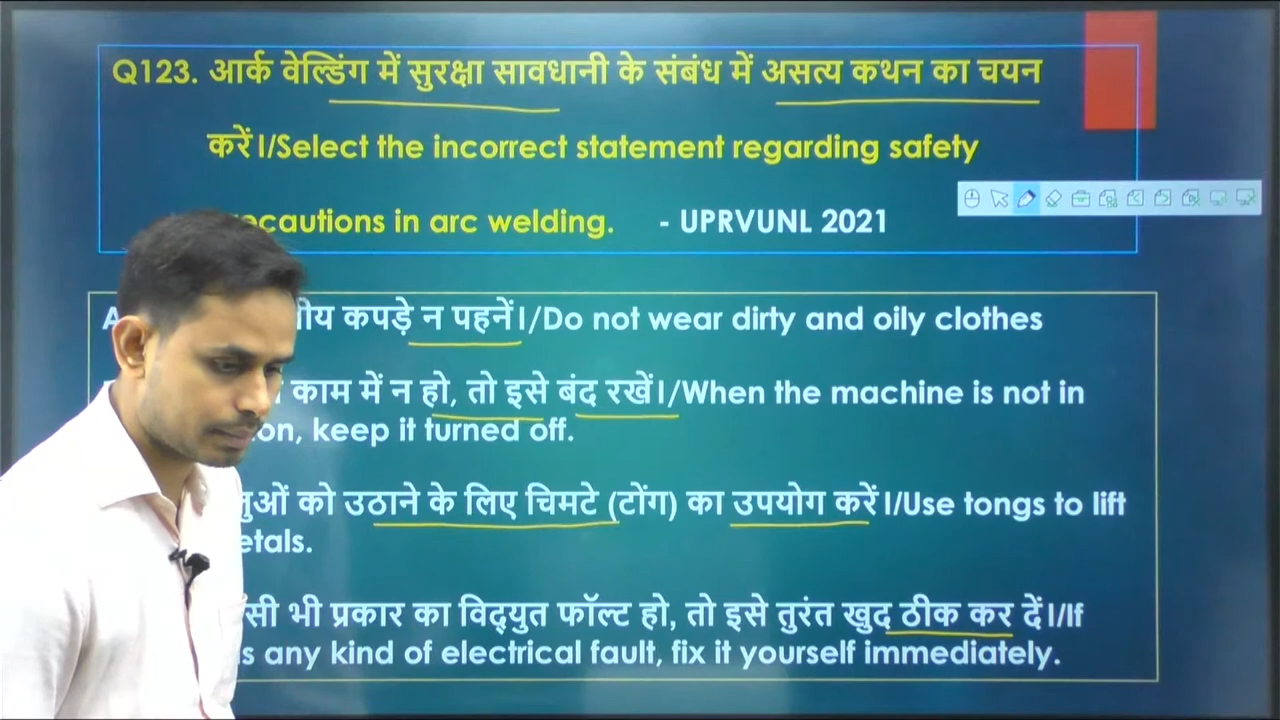 Q123. आर्क वेल्डिंग में सुरक्षा सावधानी के संबंध में असत्य कथन का चयन
करें।/Select the incorrect statement regarding safety
in arc welding. - UPRVUNL 2021
कपड़े न पहनें।/Do not wear dirty and oily clothes
काम में न हो, तो इसे बंद रखें।/When the machine is not in
keep it turned off.
को उठाने के लिए चिमटे (टोंग) का उपयोग करें।/Use tongs to lift
भी प्रकार का विद्युत फॉल्ट हो, तो इसे तुरंत खुद ठीक कर दें।/If
any kind of electrical fault, fix it yourself immediately.